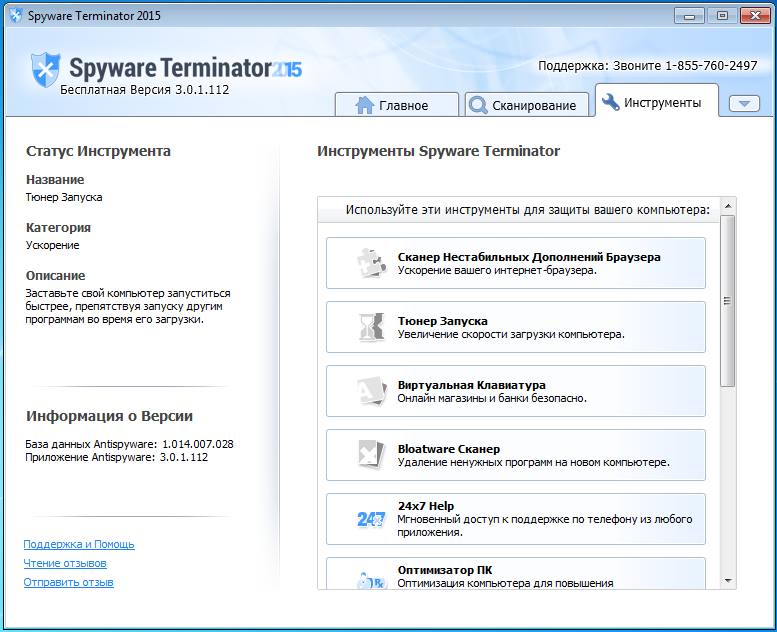 Spyware Terminator 2015
Spyware Terminator2015
Бесплатная Версия 3.0.1.112
Поддержка: Звоните 1-855-760-2497
Главное
Сканирование
Инструменты
Статус Инструмента
Название
Тюнер Запуска
Категория
Ускорение
Описание
Заставьте свой компьютер запуститься
быстрее, препятствуя запуску другим
программам во время его загрузки.
Информация о Версии
База данных Antispyware: 1.014.007.028
Приложение Antispyware: 3.0.1.112
Поддержка и Помощь
Чтение отзывов
Отправить отзыв
Инструменты Spyware Terminator
Используйте эти инструменты для защиты вашего компьютера:
Сканер Нестабильных Дополнений Браузера
Ускорение вашего интернет-браузера.
Тюнер Запуска
Увеличение скорости загрузки компьютера.
Виртуальная Клавиатура
Онлайн магазины и банки безопасно.
Bloatware Сканер
Удаление ненужных программ на новом компьютере.
247
24x7 Help
Мгновенный доступ к поддержке по телефону из любого
приложения.
Оптимизатор ПК
Оптимизация компьютера для повышения